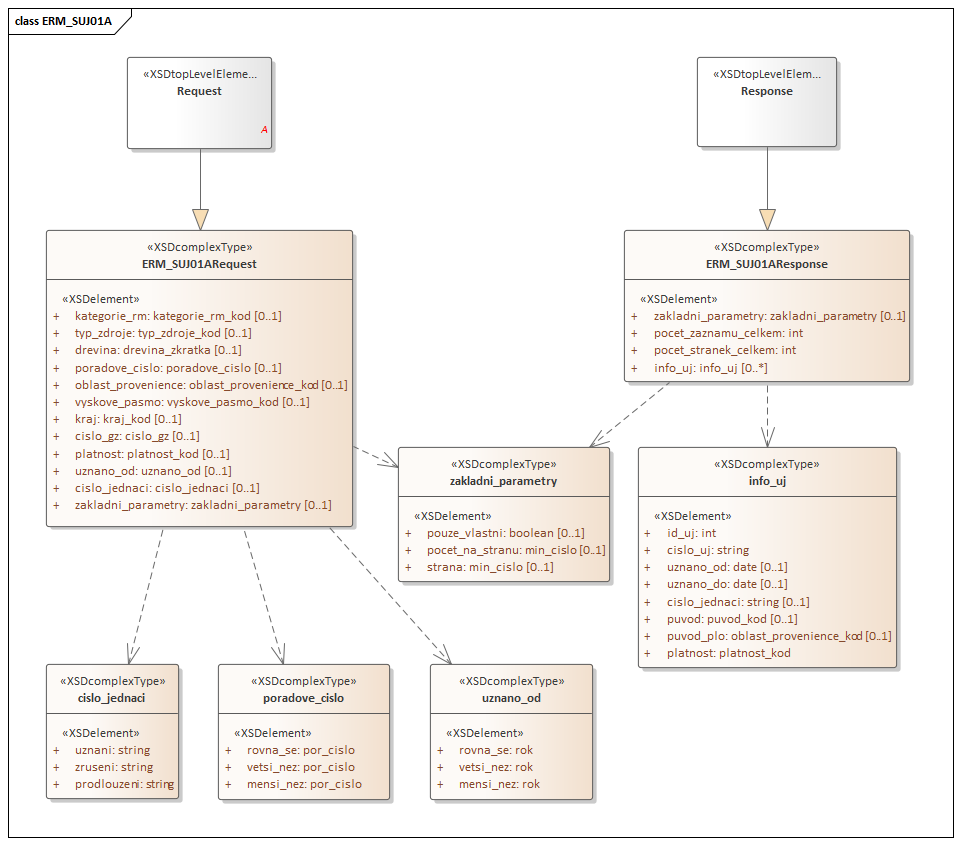 class ERM_SUJ01A
«XSDtopLevelEleme...
Request
A
«XSDtopLevelElem...
Response
«XSDcomplexType»
ERM_SUJ01ARequest
«XSDelement»
+ kategorie_rm: kategorie_rm_kod [0..1]
+ typ_zdroje: typ_zdroje_kod [0..1]
+ drevina: drevina_zkratka [0..1]
+ poradove_cislo: poradove_cislo [0..1]
+ oblast_provenience: oblast_provenience_kod [0..1]
+ vyskove_pasmo: vyskove_pasmo_kod [0..1]
+ kraj: kraj_kod [0..1]
+ cislo_gz: cislo_gz [0..1]
+ platnost: platnost_kod [0..1]
+ uznano_od: uznano_od [0..1]
+ cislo_jednaci: cislo_jednaci [0..1]
+ zakladni_parametry: zakladni_parametry [0..1]
«XSDcomplexType»
ERM_SUJ01AResponse
«XSDelement»
+ zakladni_parametry: zakladni_parametry [0..1]
+ pocet_zaznamu_celkem: int
+ pocet_stranek_celkem: int
+ info_uj: info_uj [0..*]
«XSDcomplexType»
zakladni_parametry
«XSDElement»
+ pouze_vlastni: boolean [0..1]
+ pocet_na_stranu: min_cislo [0..1]
+ strana: min_cislo [0..1]
«XSDcomplexType»
info_uj
«XSDElement»
+ id_uj: int
+ cislo_uj: string
+ uznano_od: date [0..1]
+ uznano_do: date [0..1]
+ cislo_jednaci: string [0..1]
+ puvod: puvod_kod [0..1]
+ puvod_plo: oblast_provenience_kod [0..1]
+ platnost: platnost_kod
«XSDcomplexType»
cislo_jednaci
«XSDElement»
+ uznani: string
+ zruseni: string
+ prodlouzeni: string
«XSDcomplexType»
poradove_cislo
«XSDElement»
+ rovna_se: por_cislo
+ vetsi_nez: por_cislo
+ mensi_nez: por_cislo
«XSDcomplexType»
uznano_od
«XSDElement»
+ rovna_se: rok
+ vetsi_nez: rok
+ mensi_nez: rok